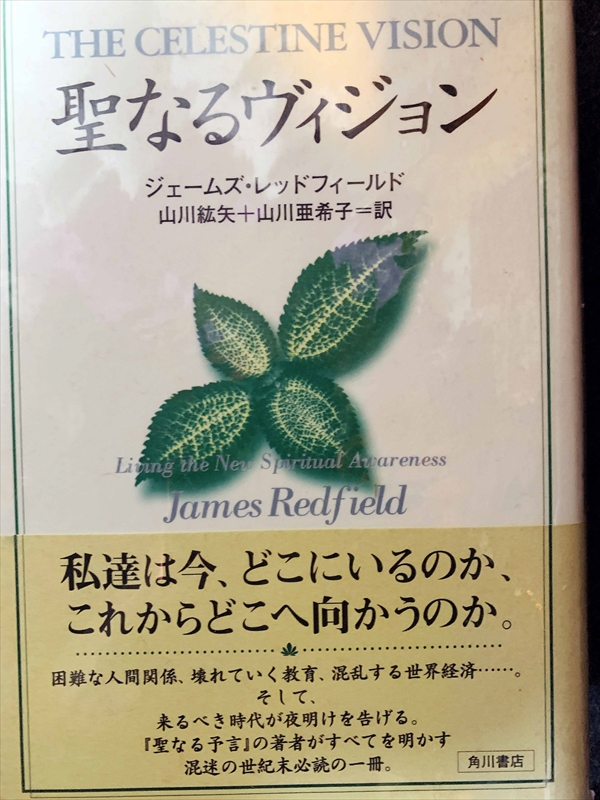 THE CELESTINE VISION
聖なるヴィジョン
ジェームズ・レッドフィールド
山川紘矢＋山川亜希子＝訳
Living the New Spiritual Awareness
James Redfield
私達は今、どこにいるのか、
これからどこへ向かうのか。
困難な人間関係、壊れていく教育、混乱する世界経済……。
そして、
来るべき時代が夜明けを告げる。
『聖なる予言』の著者がすべてを明かす
混迷の世紀末必読の一冊。
角川書店